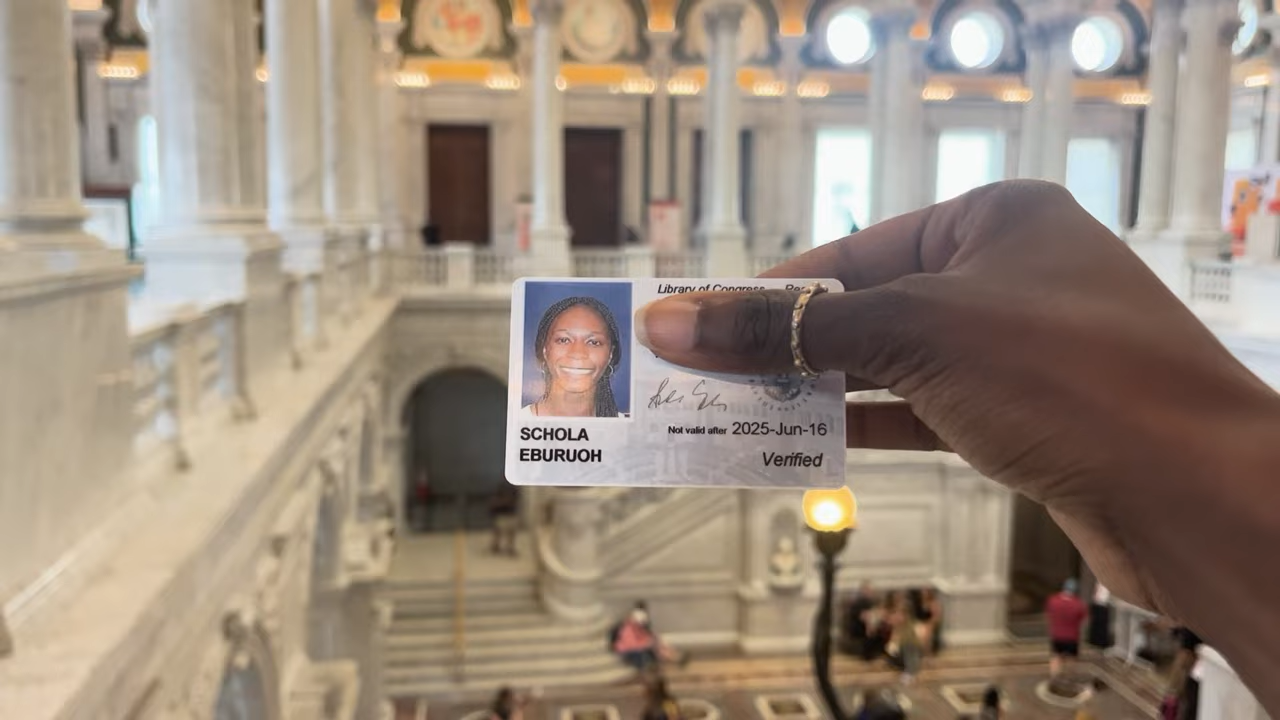 Library of Congress
SCHOLA
EBURUOH
Not valid after 2025-Jun-16
Verified